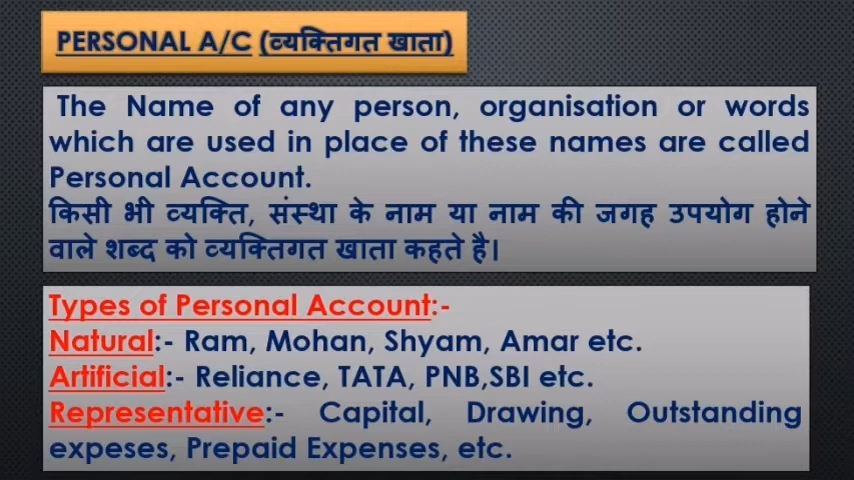 PERSONAL A/C (व्यक्तिगत खाता)
The Name of any person, organisation or words
which are used in place of these names are called
Personal Account.
किसी भी व्यक्ति, संस्था के नाम या नाम की जगह उपयोग होने
वाले शब्द को व्यक्तिगत खाता कहते है।
Types of Personal Account:-
Natural:- Ram, Mohan, Shyam, Amar etc.
Artificial:- Reliance, TATA, PNB,SBI etc.
Representative:- Capital, Drawing, Outstanding
expeses, Prepaid Expenses, etc.